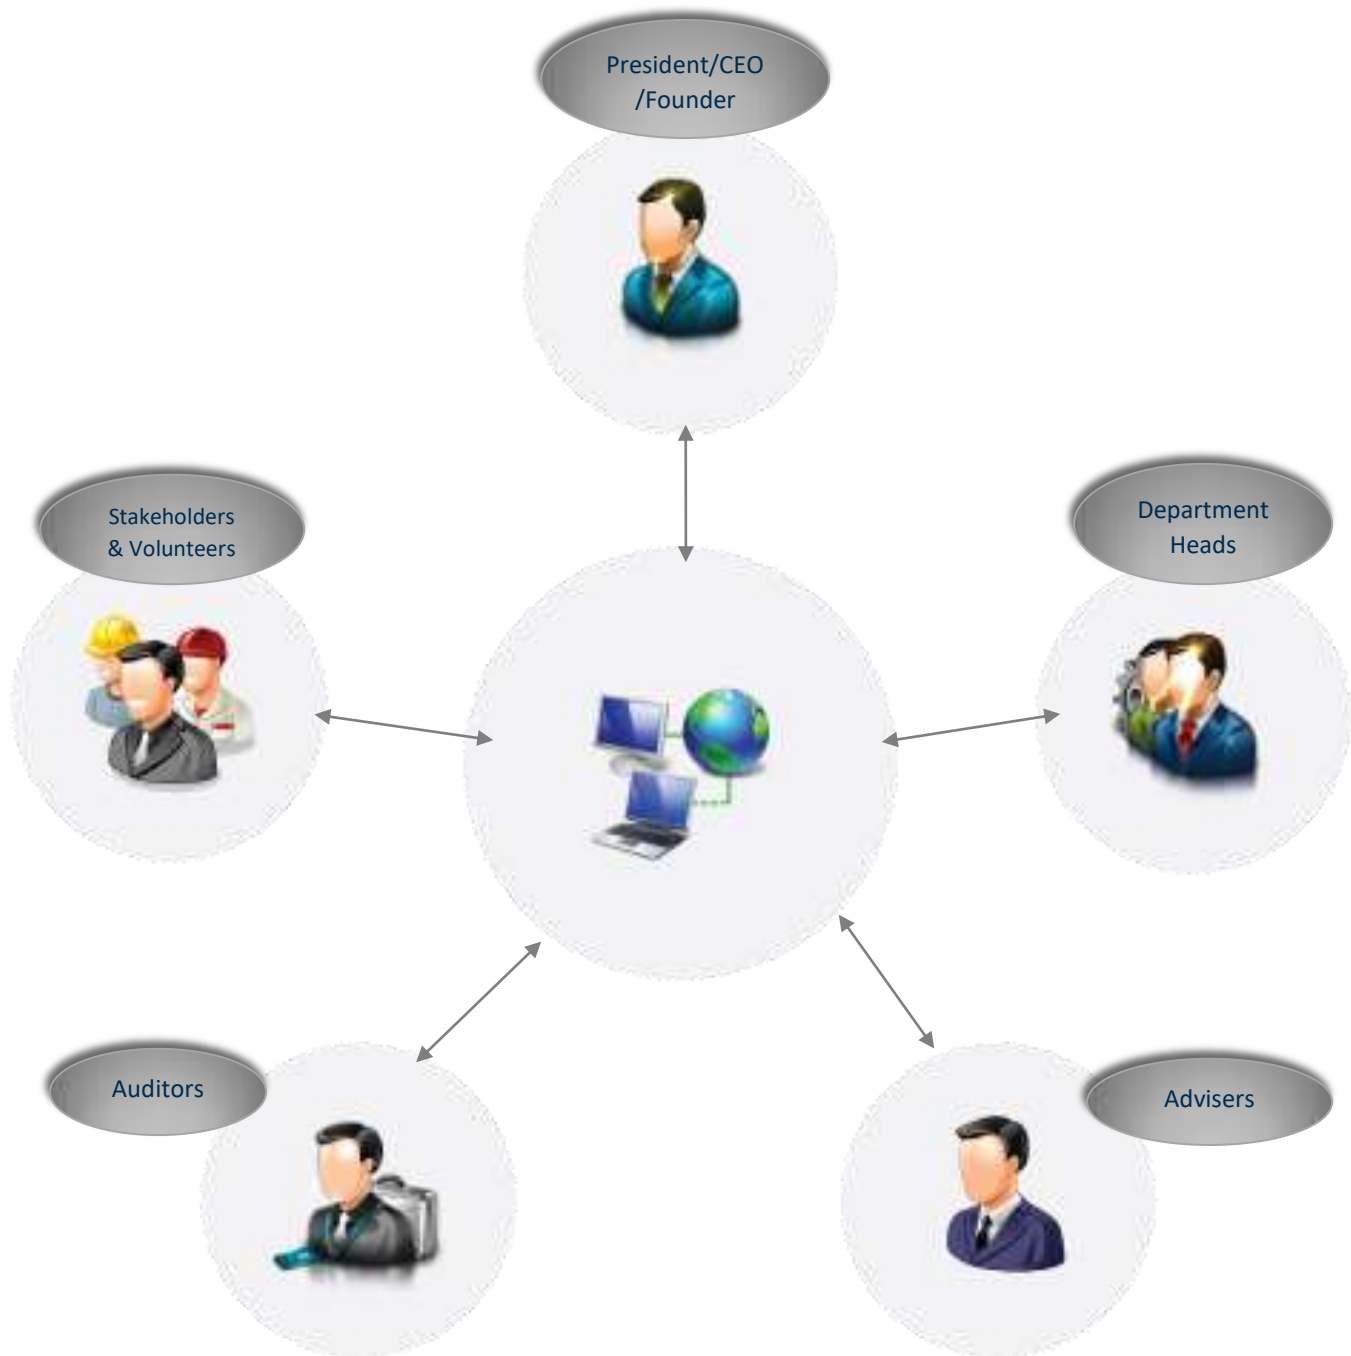 President/CEO
/Founder
Stakeholders
& Volunteers
Department
Heads
Auditors
Advisers